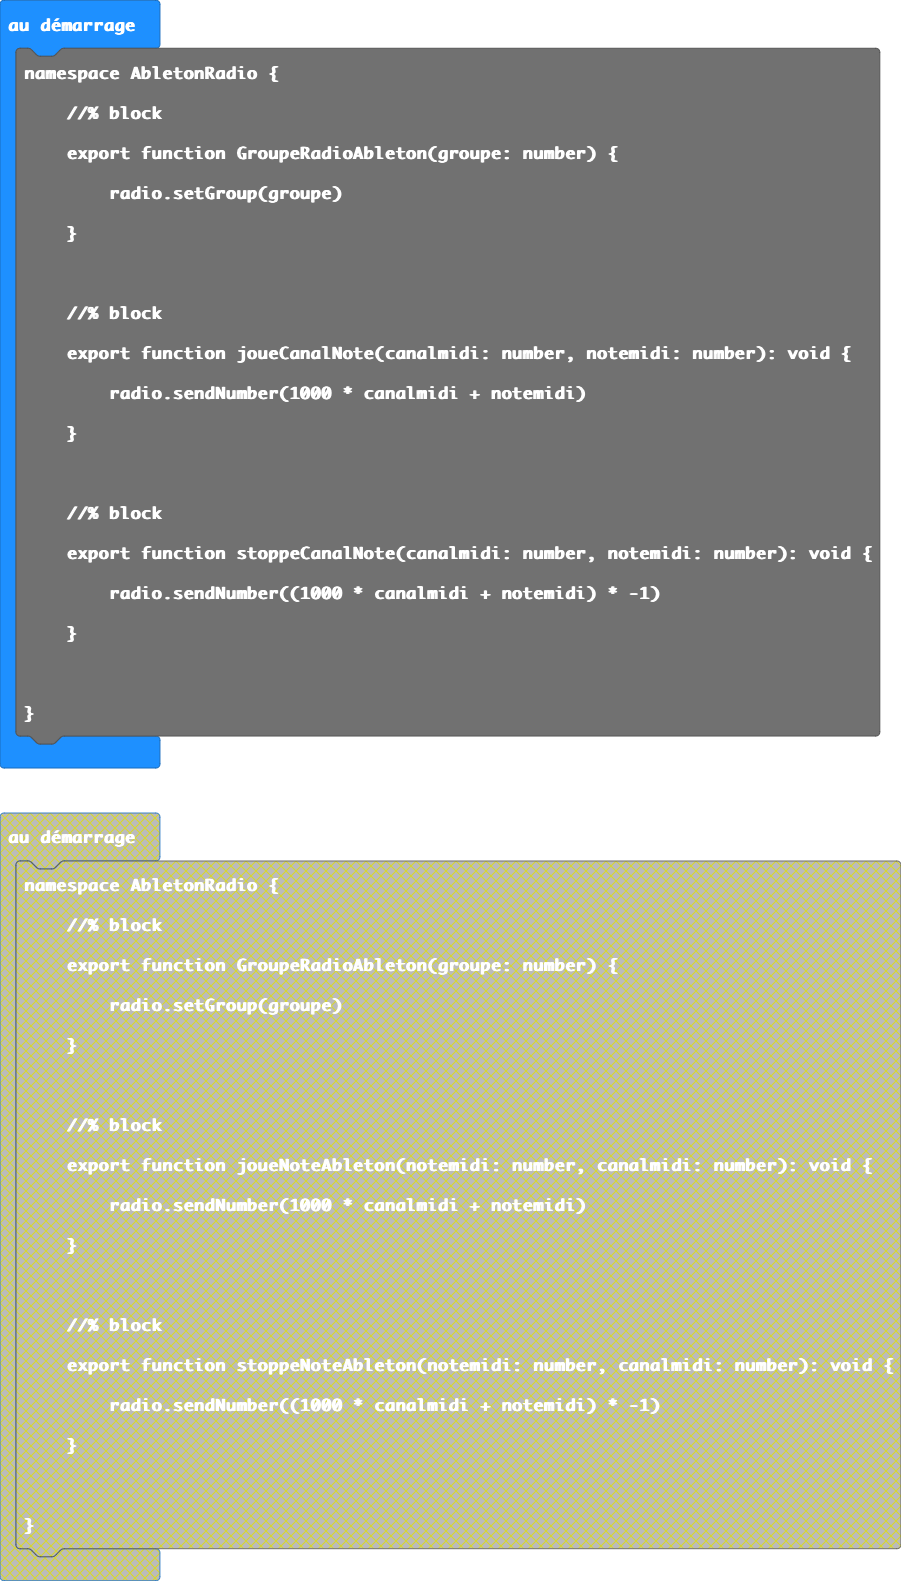 au démarrage
namespace AbletonRadio {
//% block
export function GroupeRadioAbleton(groupe: number) {
radio.setGroup(groupe)
}
//% block
export function joueCanalNote(canalmidi: number, notemidi: number): void {
radio.sendNumber(1000 * canalmidi + notemidi)
}
//% block
export function stoppeCanalNote(canalmidi: number, notemidi: number): void {
radio.sendNumber((1000 * canalmidi + notemidi) * -1)
}
}
au démarrage
namespace AbletonRadio {
//% block
export function GroupeRadioAbleton(groupe: number) {
radio.setGroup(groupe)
}
//% block
export function joueNoteAbleton(notemidi: number, canalmidi: number): void {
radio.sendNumber(1000 * canalmidi + notemidi)
}
//% block
export function stoppeNoteAbleton(notemidi: number, canalmidi: number): void {
radio.sendNumber((1000 * canalmidi + notemidi) * -1)
}
}